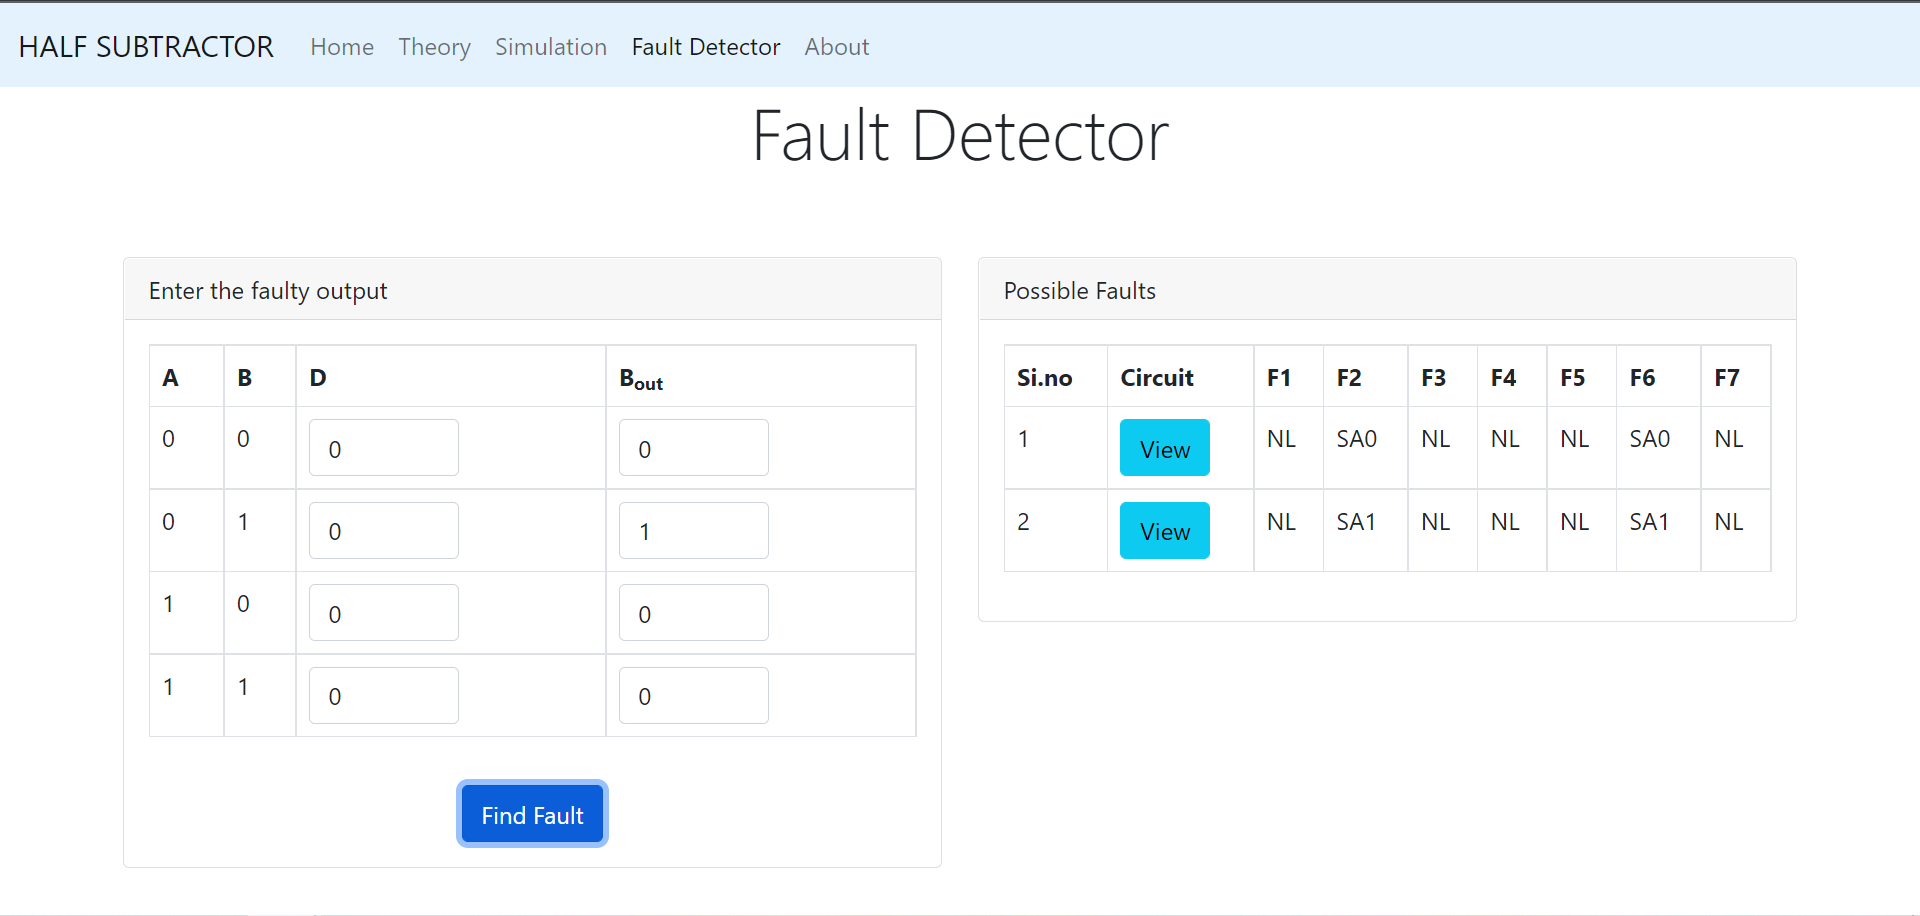 HALF SUBTRACTOR Home Theory Simulation Fault Detector About
Fault Detector
Enter the faulty output
A B D Bout
0 0 0 0
0 1 0 1
1 0 0 0
1 1 0 0
Find Fault
Possible Faults
Si.no Circuit F1 F2 F3 F4 F5 F6 F7
1 View NL SA0 NL NL NL SA0 NL
2 View NL SA1 NL NL NL SA1 NL